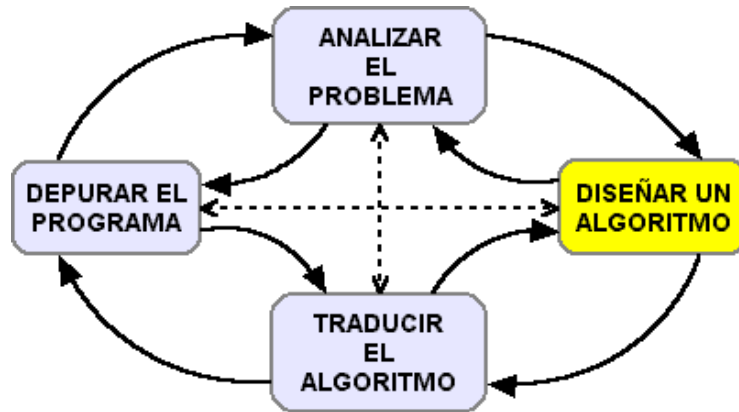 ANALIZAR
EL
PROBLEMA
DEPURAR EL
PROGRAMA
DISEÑAR UN
ALGORITMO
TRADUCIR
EL
ALGORITMO